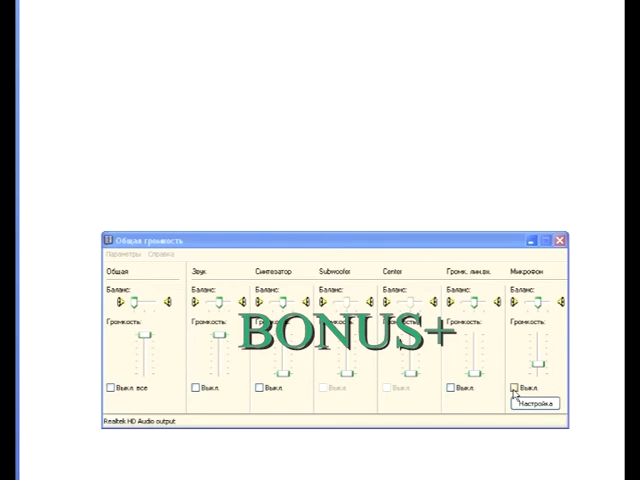 Общая громкость
Параметры Справка
Общая Звук Синтезатор Subwoofer Center Громк. лин.вх. Микрофон
Баланс: Баланс: Баланс: Баланс: Баланс: Баланс: Баланс:
Громкость: Громкость: Громкость:
BONUS+
Выкл. все Выкл. Выкл. Выкл. Выкл. Выкл. Выкл.
Настройка
Realtek HD Audio output